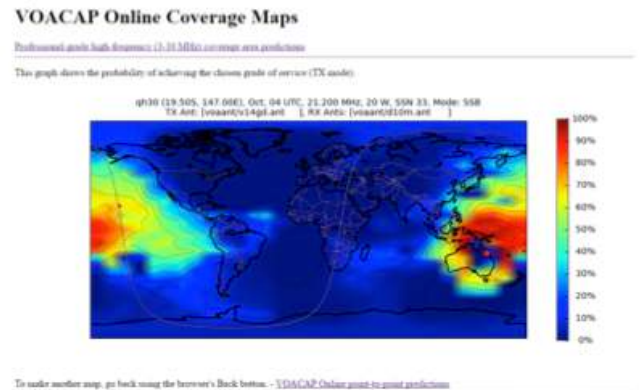 VOACAP Online Coverage Maps
Professional-grade high-frequency (3-30 MHz) coverage area predictions
This graph shows the probability of achieving the chosen grade of service (TX mode):
qh30 (19.50S, 147.00E), Oct, 04 UTC, 21.200 MHz, 20 W, SSN 33, Mode: SSB
TX Ant: [voaant/v14gd.ant ], RX Ants: [voaant/d10m.ant ]
100%
90%
80%
70%
60%
50%
40%
30%
20%
10%
0%
To make another map, go back using the browser's Back button. - VOACAP Online point-to-point predictions